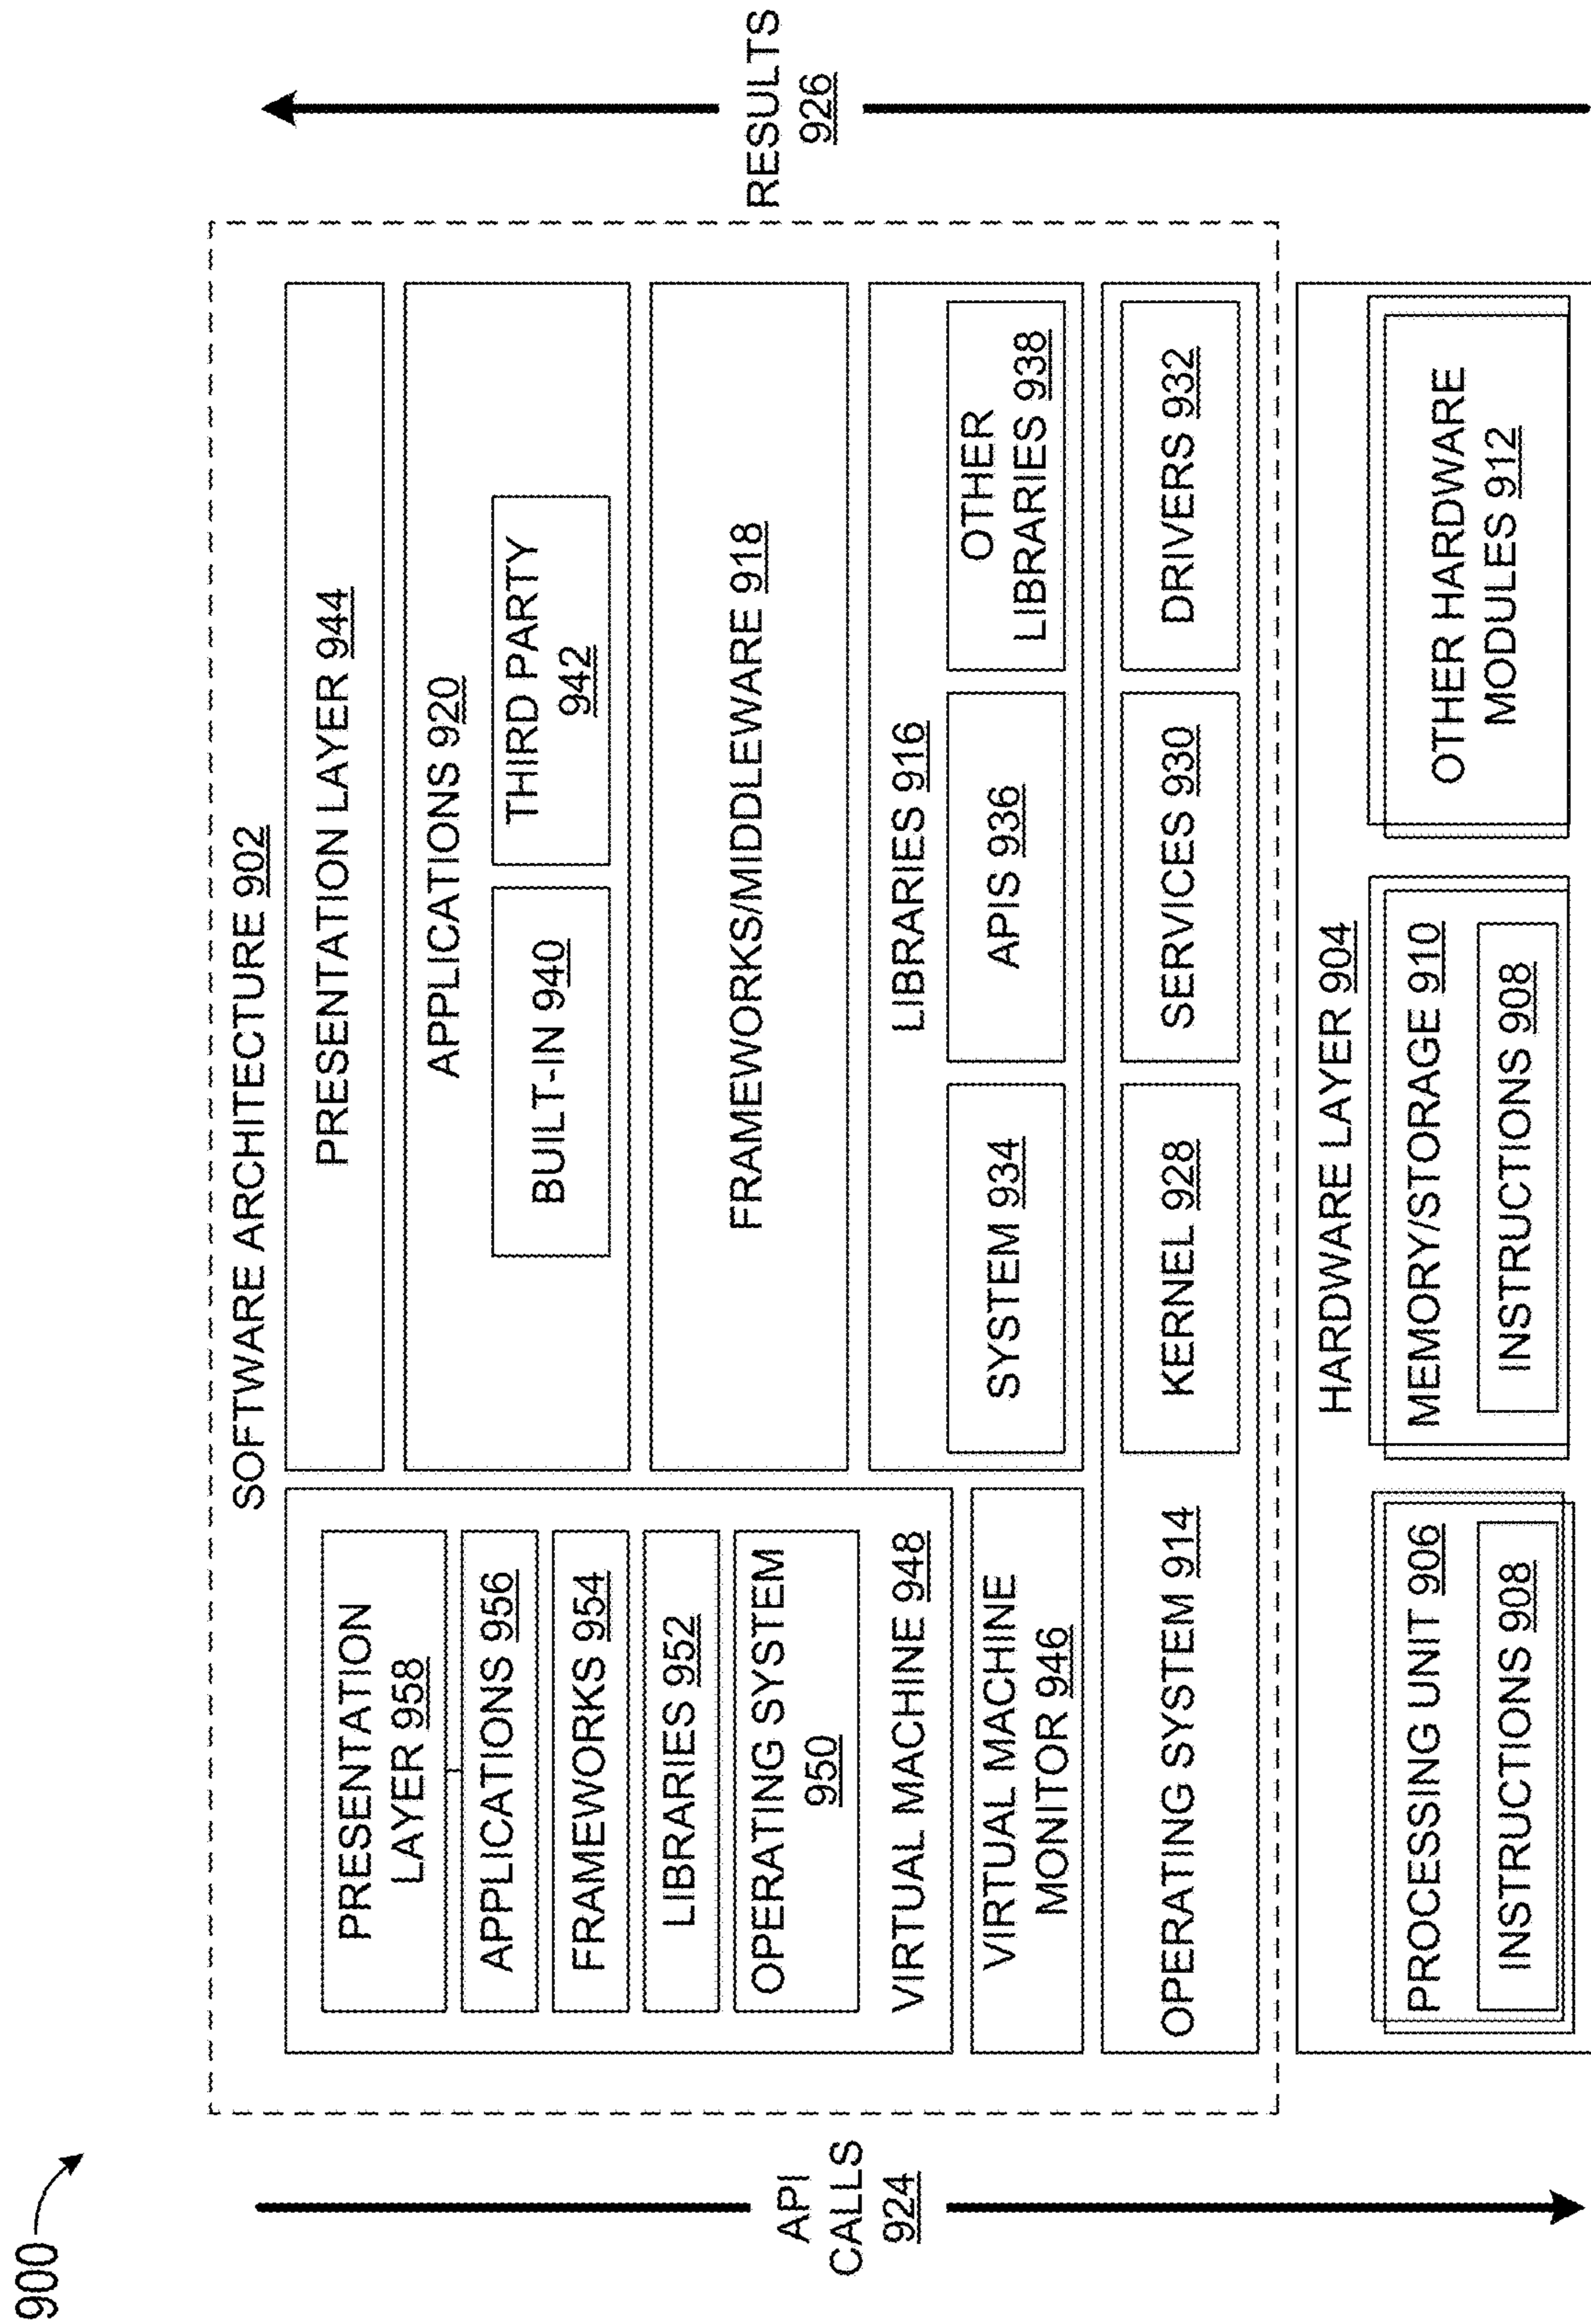 900
SOFTWARE ARCHITECTURE 902
PRESENTATION
LAYER 958
APPLICATIONS 956
FRAMEWORKS 954
LIBRARIES 952
OPERATING SYSTEM
950
VIRTUAL MACHINE 948
VIRTUAL MACHINE
MONITOR 946
PRESENTATION LAYER 944
APPLICATIONS 920
BUILT-IN 940
THIRD PARTY
942
FRAMEWORKS/MIDDLEWARE 918
LIBRARIES 916
SYSTEM 934
APIS 936
OTHER
LIBRARIES 938
OPERATING SYSTEM 914
KERNEL 928
SERVICES 930
DRIVERS 932
API
CALLS
924
RESULTS
926
HARDWARE LAYER 904
PROCESSING UNIT 906
INSTRUCTIONS 908
MEMORY/STORAGE 910
INSTRUCTIONS 908
OTHER HARDWARE
MODULES 912